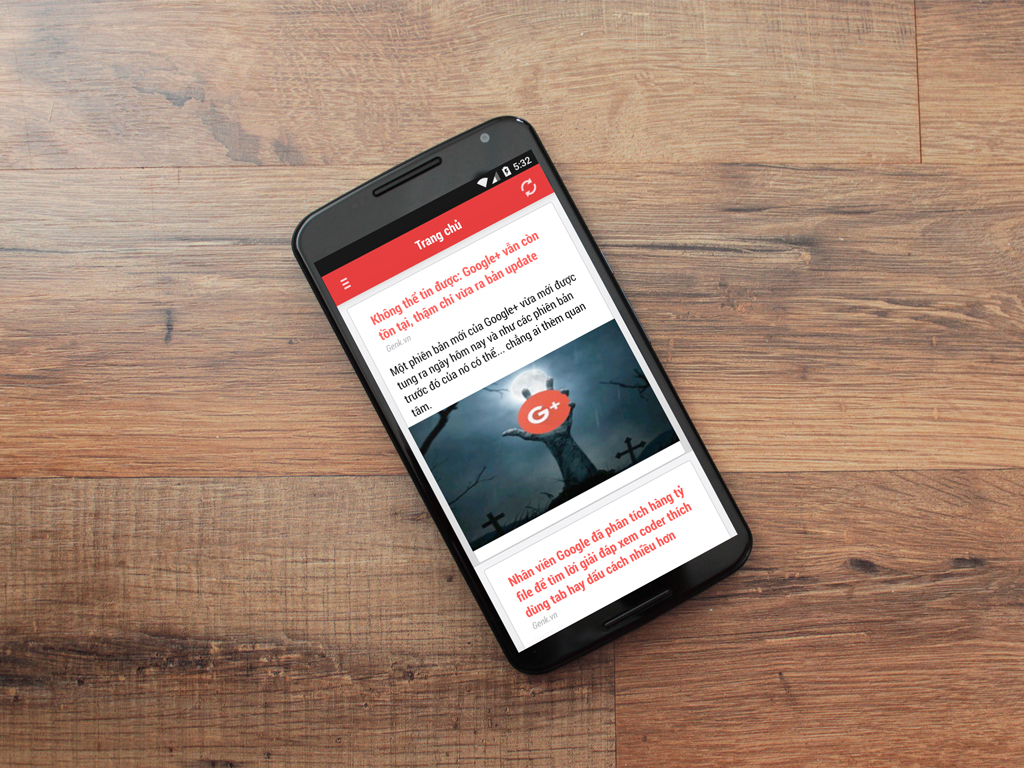 5:32
Trang chủ
Không thể tin được: Google+ vẫn còn
tồn tại, thậm chí vừa ra bản update
Genk.vn
Một phiên bản mới của Google+ vừa mới được
tung ra ngày hôm nay và như các phiên bản
trước đó của nó có thể... chẳng ai thèm quan
tâm.
G+
Nhân viên Google đã phân tích hàng tỷ
file để tìm lời giải đáp xem coder thích
dùng tab hay dấu cách nhiều hơn
Genk.vn